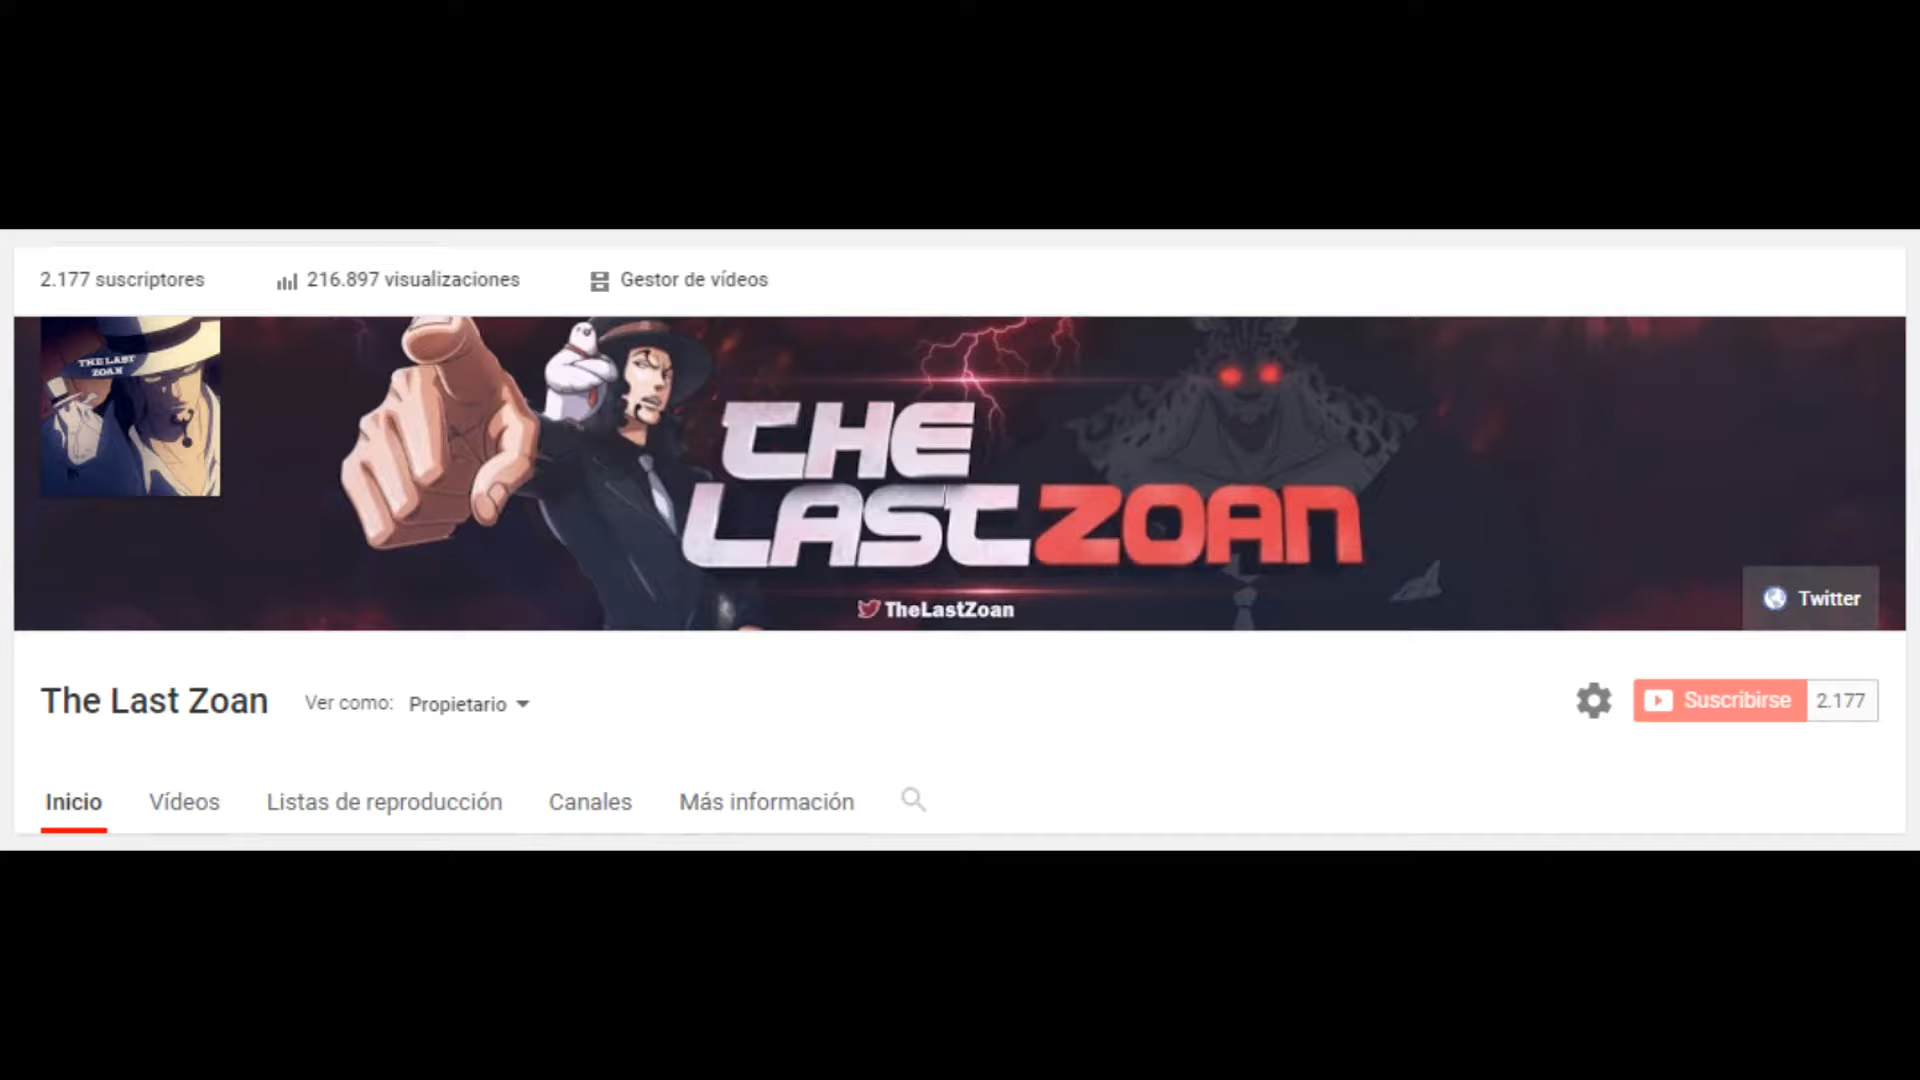 2.177 suscriptores 216.897 visualizaciones Gestor de vídeos
THE LAST
ZOAN
THE
LAST ZOAN
TheLastZoan
Twitter
The Last Zoan Ver como: Propietario Suscribirse 2.177
Inicio Vídeos Listas de reproducción Canales Más información